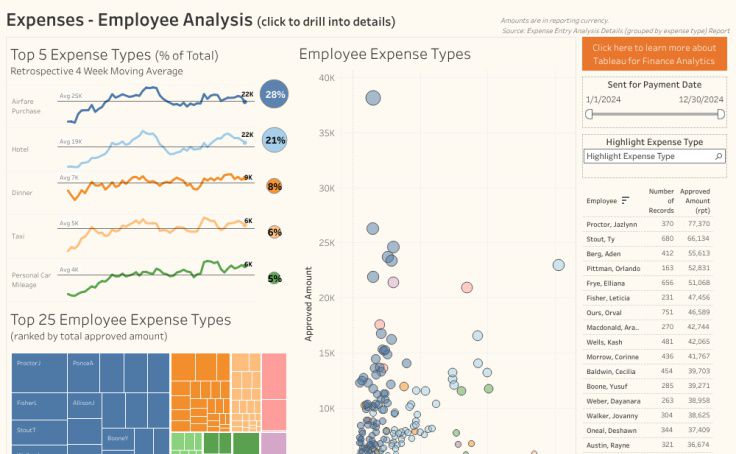 Expenses - Employee Analysis (click to drill into details)
Amounts are in reporting currency.
Source: Expense Entry Analysis Details (grouped by expense type) Report
Top 5 Expense Types (% of Total)
Retrospective 4 Week Moving Average
Airfare Purchase
Avg 25K
22K
28%
Hotel
Avg 19K
22K
21%
Dinner
Avg 7K
9K
8%
Taxi
Avg 5K
6K
6%
Personal Car Mileage
Avg 4K
6K
5%
Top 25 Employee Expense Types
(ranked by total approved amount)
ProctorJ
PonceA
FisherL
AllisonJ
StoutT
BooneY
Employee Expense Types
Approved Amount
40K
35K
30K
25K
20K
15K
10K
Click here to learn more about
Tableau for Finance Analytics
Sent for Payment Date
1/1/2024 12/30/2024
Highlight Expense Type
Highlight Expense Type
Employee Number of Records Approved Amount (rpt)
Proctor, Jazlynn 370 77,370
Stout, Ty 680 66,134
Berg, Aden 412 55,613
Pittman, Orlando 163 52,831
Frye, Elliana 656 51,068
Fisher, Leticia 231 47,456
Ours, Orval 751 46,589
Macdonald, Ara.. 270 42,744
Wells, Kash 481 42,065
Morrow, Corinne 436 41,767
Baldwin, Cecilia 454 39,703
Boone, Yusuf 285 39,271
Weber, Dayanara 263 38,958
Walker, Jovanny 304 38,625
Oneal, Deshawn 344 37,409
Austin, Rayne 321 36,674